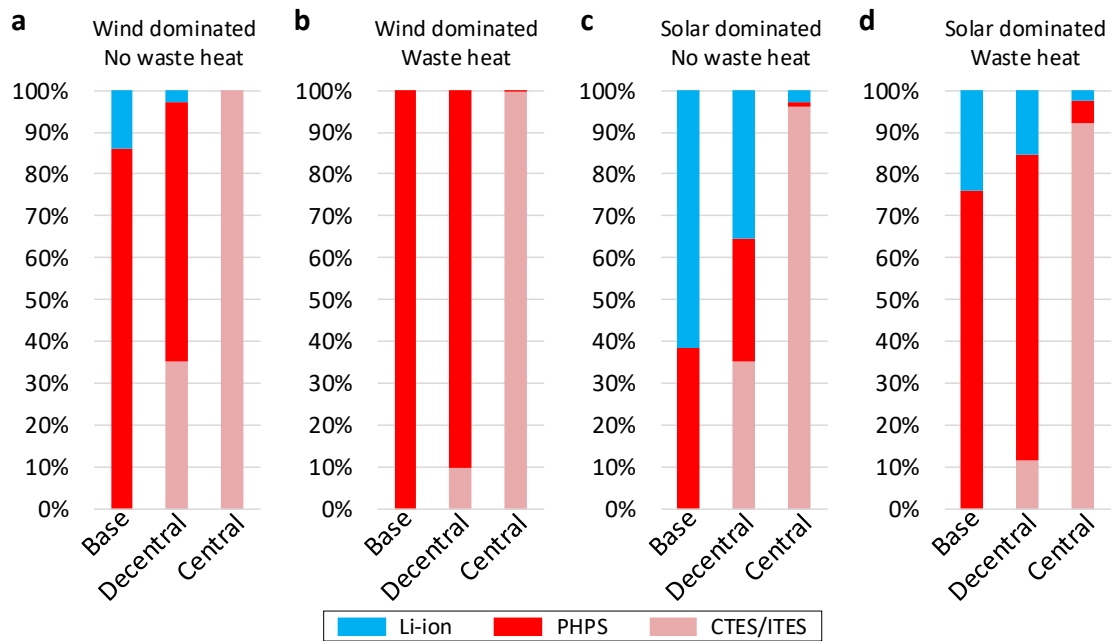 a
Wind dominated
No waste heat
100%
90%
80%
70%
60%
50%
40%
30%
20%
10%
0%
Base
Decentral
Central
b
Wind dominated
Waste heat
100%
90%
80%
70%
60%
50%
40%
30%
20%
10%
0%
Base
Decentral
Central
c
Solar dominated
No waste heat
100%
90%
80%
70%
60%
50%
40%
30%
20%
10%
0%
Base
Decentral
Central
d
Solar dominated
Waste heat
100%
90%
80%
70%
60%
50%
40%
30%
20%
10%
0%
Base
Decentral
Central
Li-ion PHPS CTES/ITES